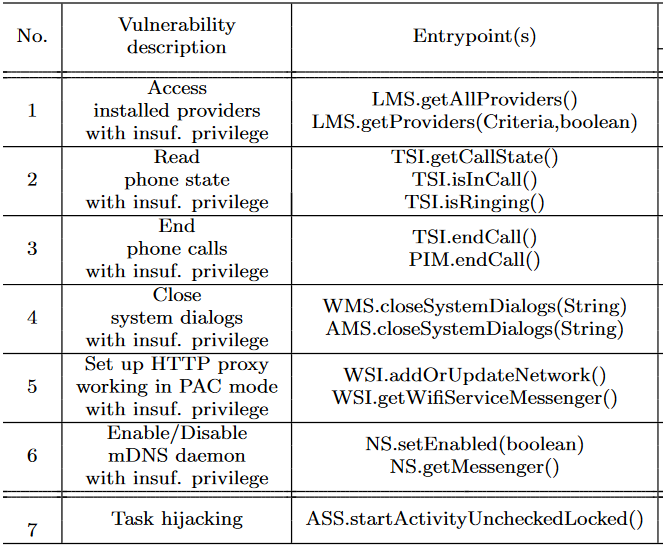 No.
Vulnerability
description
Entrypoint(s)
1
Access
installed providers
with insuf. privilege
LMS.getAllProviders()
LMS.getProviders(Criteria,boolean)
2
Read
phone state
with insuf. privilege
TSI.getCallState()
TSI.isInCall()
TSI.isRinging()
3
End
phone calls
with insuf. privilege
TSI.endCall()
PIM.endCall()
4
Close
system dialogs
with insuf. privilege
WMS.closeSystemDialogs(String)
AMS.closeSystemDialogs(String)
5
Set up HTTP proxy
working in PAC mode
with insuf. privilege
WSI.addOrUpdateNetwork()
WSI.getWifiServiceMessenger()
6
Enable/Disable
mDNS daemon
with insuf. privilege
NS.setEnabled(boolean)
NS.getMessenger()
7
Task hijacking
ASS.startActivityUncheckedLocked()